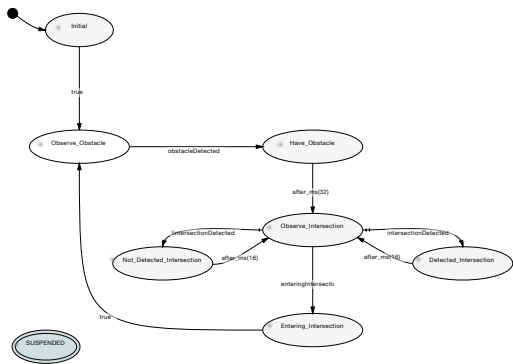 Initial
true
Observe_Obstacle
obstacleDetected
Have_Obstacle
after_ms(32)
Observe_Intersection
!intersectionDetected
intersectionDetected
Not_Detected_Intersection
after_ms(16)
after_ms(16)
Detected_Intersection
enteringIntersectic
true
Entering_Intersection
SUSPENDED